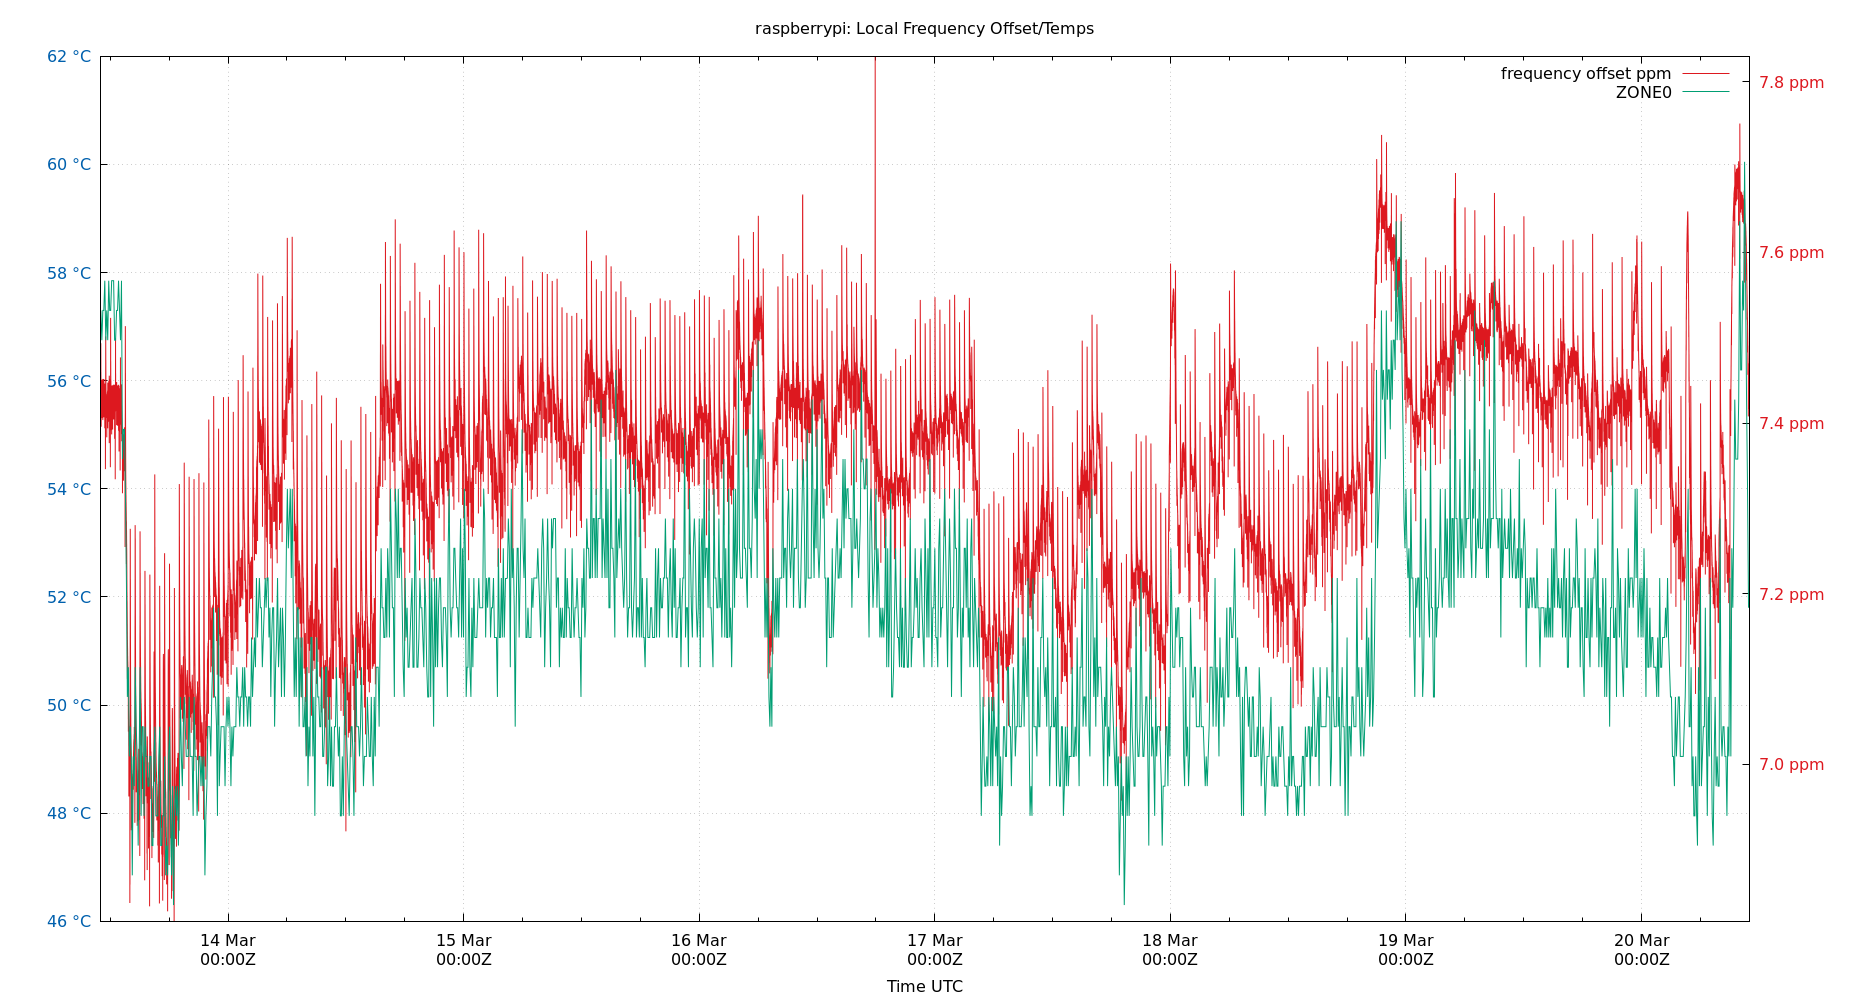 raspberrypi: Local Frequency Offset/Temps
62 °C
60 °C
58 °C
56 °C
54 °C
52 °C
50 °C
48 °C
46 °C
frequency offset ppm
ZONE0
7.8 ppm
7.6 ppm
7.4 ppm
7.2 ppm
7.0 ppm
14 Mar
00:00Z
15 Mar
00:00Z
16 Mar
00:00Z
17 Mar
00:00Z
18 Mar
00:00Z
19 Mar
00:00Z
20 Mar
00:00Z
Time UTC